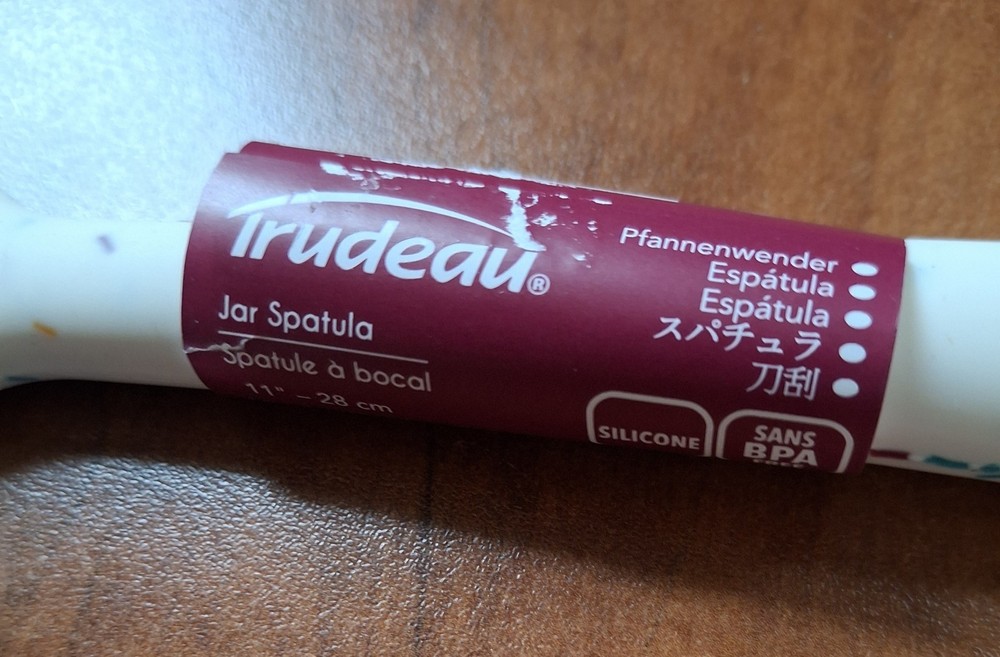 Trudeau®
Jar Spatula
Spatule à bocal
11" – 28 cm
Pfannenwender
Espátula
Espátula
スパチュラ
刀刮
SILICONE
SANS
BPA
FREE